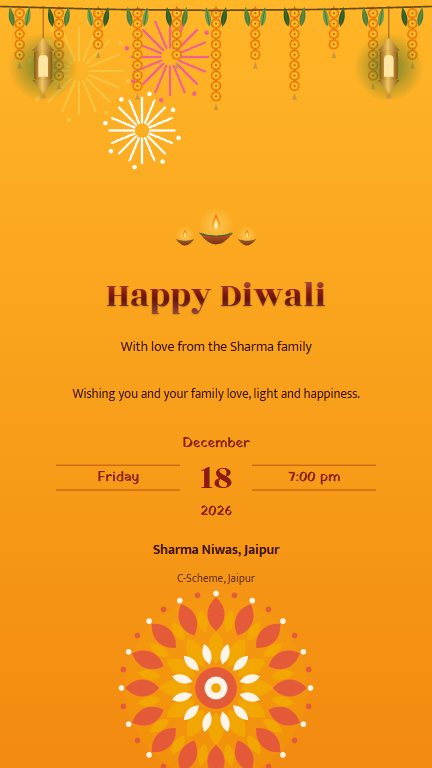 Happy Diwali
With love from the Sharma family
Wishing you and your family love, light and happiness.
December
Friday 18 7:00 pm
2026
Sharma Niwas, Jaipur
C-Scheme, Jaipur